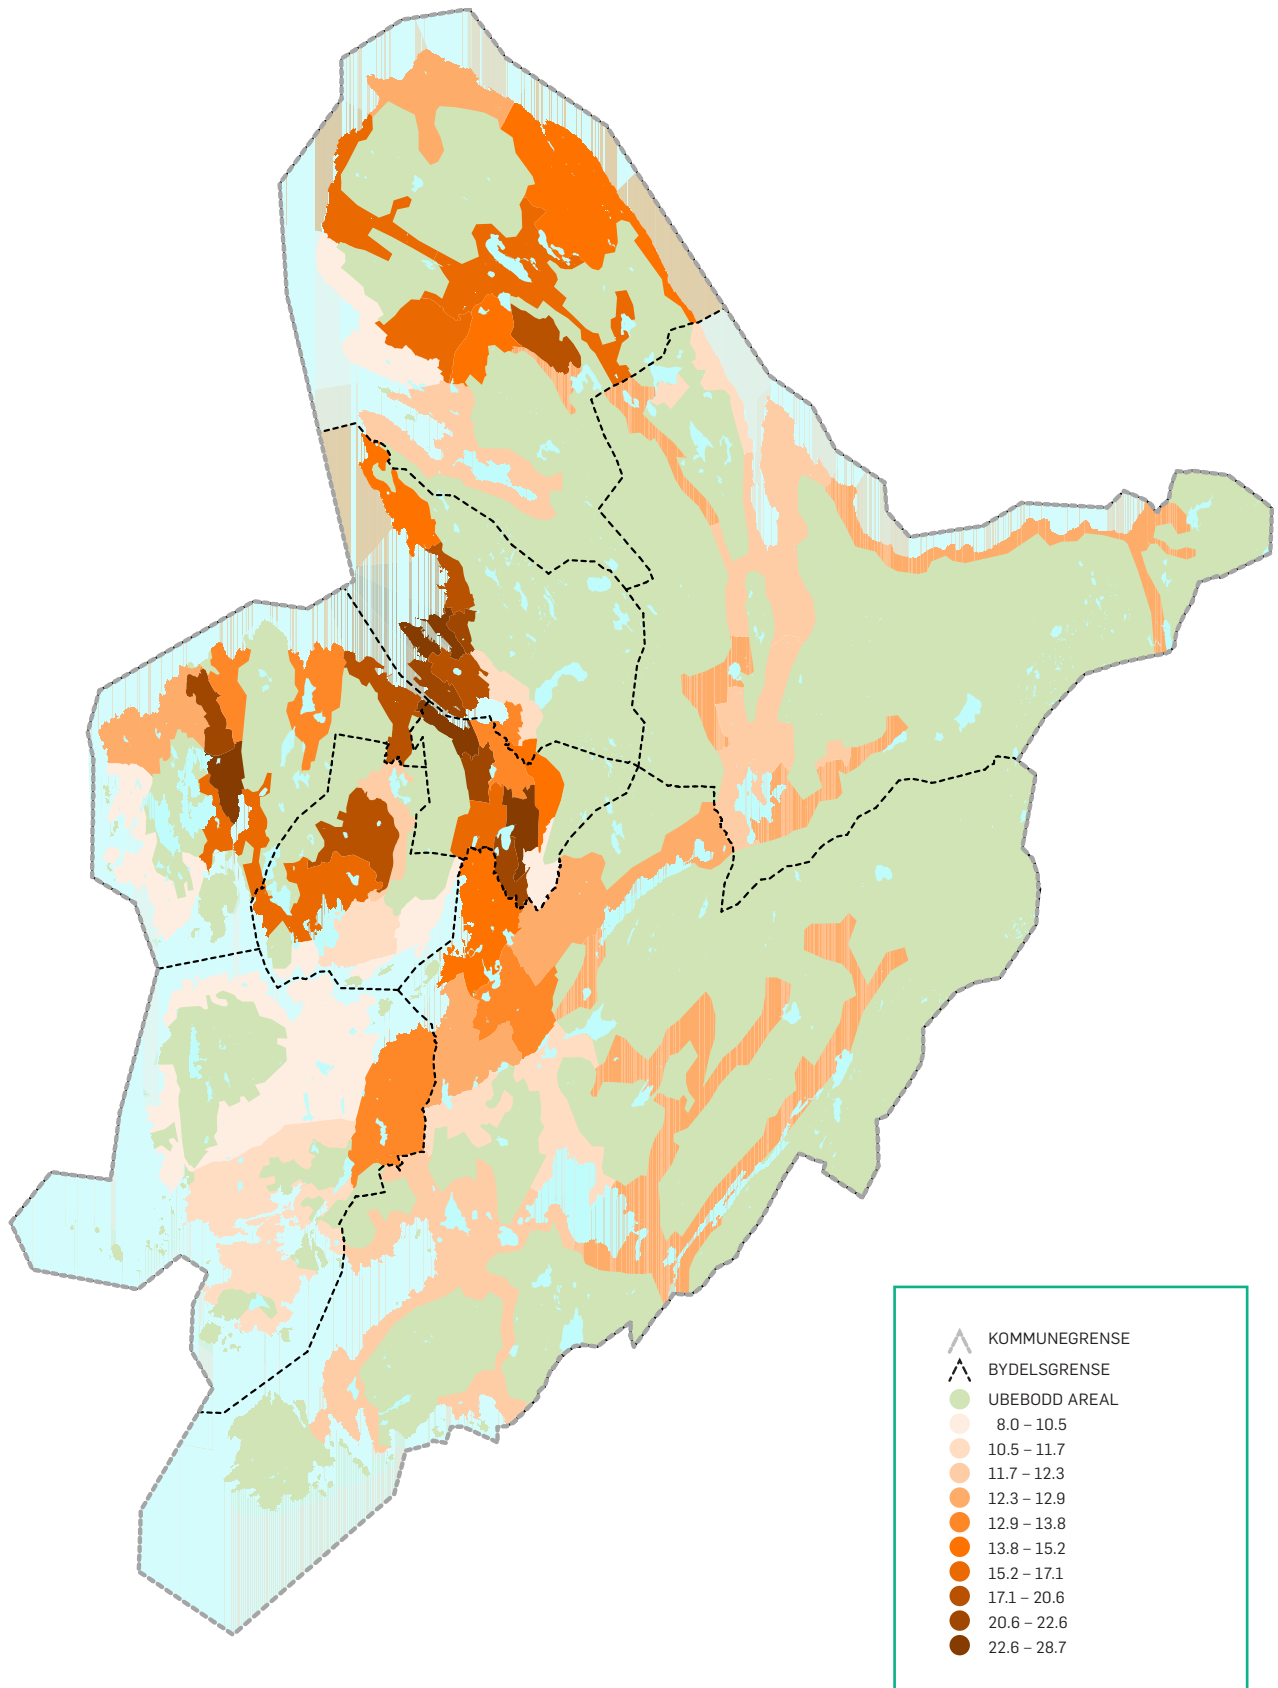 KOMMUNEGRENSE
BYDELSGRENSE
UBEBODD AREAL
8.0 – 10.5
10.5 – 11.7
11.7 – 12.3
12.3 – 12.9
12.9 – 13.8
13.8 – 15.2
15.2 – 17.1
17.1 – 20.6
20.6 – 22.6
22.6 – 28.7